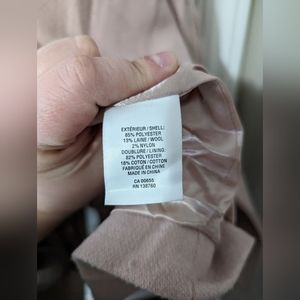 EXTÉRIEUR / SHELL:
85% POLYESTER
13% LAINE / WOOL
2% NYLON
DOUBLURE / LINING:
82% POLYESTER
18% COTON / COTTON
FABRIQUÉ EN CHINE
MADE IN CHINA
CA 00655
RN 138760